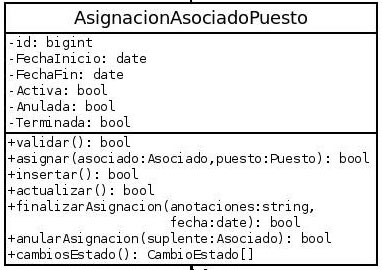 AsignacionAsociadoPuesto
-id: bigint
-FechaInicio: date
-FechaFin: date
-Activa: bool
-Anulada: bool
-Terminada: bool
+validar(): bool
+asignar(asociado:Asociado,puesto:Puesto): bool
+insertar(): bool
+actualizar(): bool
+finalizarAsignacion(anotaciones:string,
fecha:date): bool
+anularAsignacion(suplente:Asociado): bool
+cambiosEstado(): CambioEstado[]